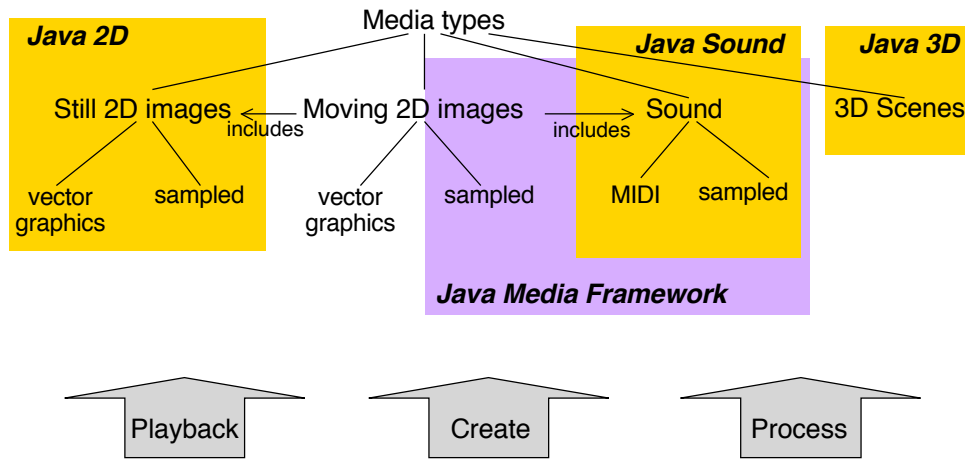 Media types
Java 2D
Java Sound
Java 3D
Still 2D images
includes
Moving 2D images
includes
Sound
3D Scenes
vector
graphics
sampled
vector
graphics
sampled
MIDI
sampled
Java Media Framework
Playback
Create
Process